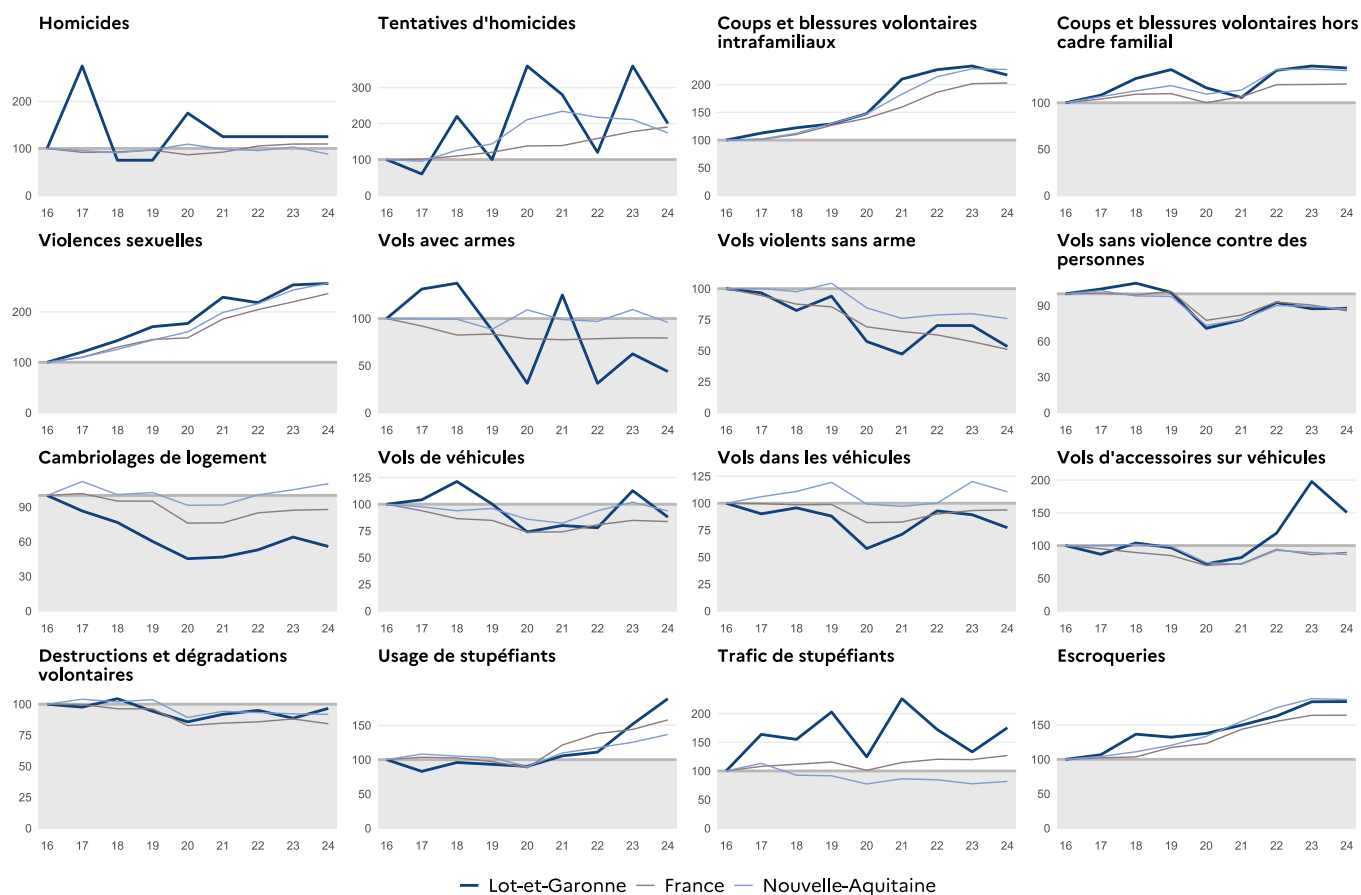 Homicides
200
100
0
16 17 18 19 20 21 22 23 24
Tentatives d'homicides
300
200
100
0
16 17 18 19 20 21 22 23 24
Coups et blessures volontaires
intrafamiliaux
200
150
100
50
0
16 17 18 19 20 21 22 23 24
Coups et blessures volontaires hors
cadre familial
100
50
0
16 17 18 19 20 21 22 23 24
Violences sexuelles
200
100
0
16 17 18 19 20 21 22 23 24
Vols avec armes
100
50
0
16 17 18 19 20 21 22 23 24
Vols violents sans arme
100
75
50
25
0
16 17 18 19 20 21 22 23 24
Vols sans violence contre des
personnes
90
60
30
0
16 17 18 19 20 21 22 23 24
Cambriolages de logement
90
60
30
0
16 17 18 19 20 21 22 23 24
Vols de véhicules
125
100
75
50
25
0
16 17 18 19 20 21 22 23 24
Vols dans les véhicules
125
100
75
50
25
0
16 17 18 19 20 21 22 23 24
Vols d'accessoires sur véhicules
200
150
100
50
0
16 17 18 19 20 21 22 23 24
Destructions et dégradations
volontaires
100
75
50
25
0
16 17 18 19 20 21 22 23 24
Usage de stupéfiants
150
100
50
0
16 17 18 19 20 21 22 23 24
Trafic de stupéfiants
200
150
100
50
0
16 17 18 19 20 21 22 23 24
Escroqueries
150
100
50
0
16 17 18 19 20 21 22 23 24
Lot-et-Garonne France Nouvelle-Aquitaine